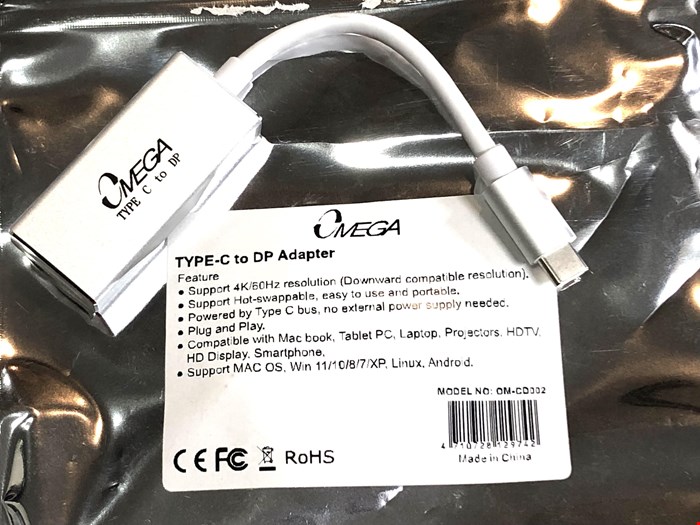 OMEGA
TYPE C to DP
OMEGA
TYPE-C to DP Adapter
Feature
• Support 4K/60Hz resolution (Downward compatible resolution).
• Support Hot-swappable, easy to use and portable.
• Powered by Type C bus, no external power supply needed.
• Plug and Play.
• Compatible with Mac book, Tablet PC, Laptop, Projectors, HDTV,
HD Display, Smartphone,
• Support MAC OS, Win 11/10/8/7/XP, Linux, Android.
MODEL NO: OM-CD002
4 710728 129742
Made in China
CE FC RoHS